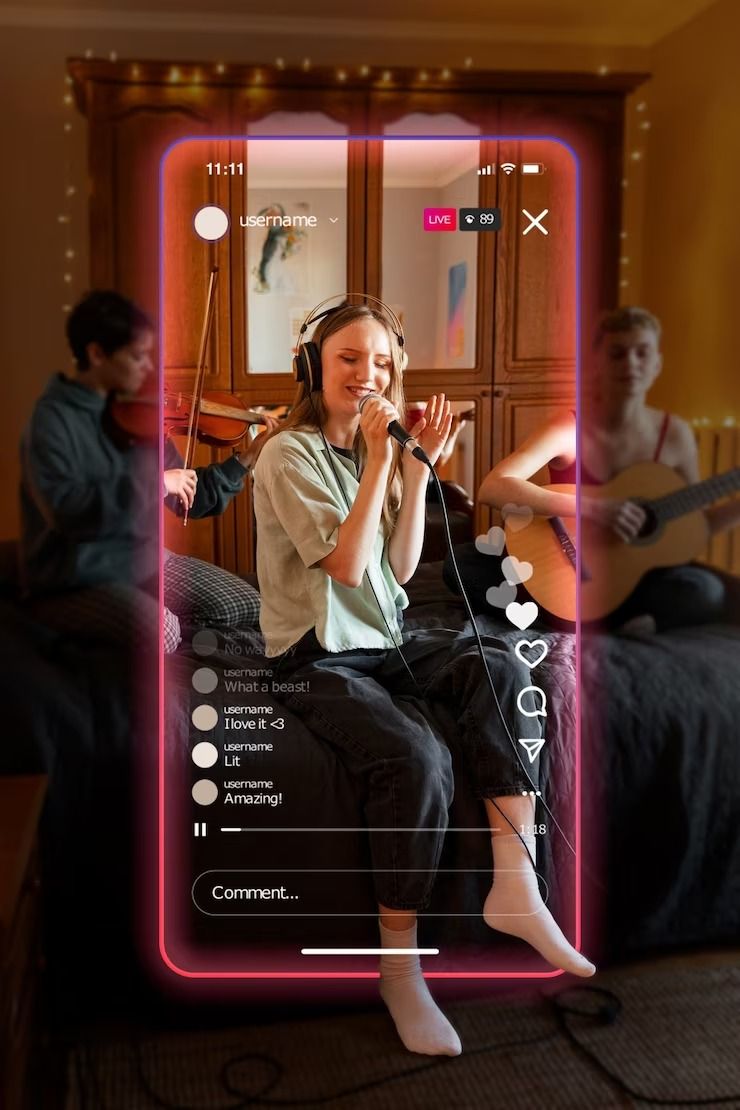 11:11
username
LIVE
89
username
No wayyyyy
username
What a beast!
username
I love it <3
username
Lit
username
Amazing!
1:18
Comment...